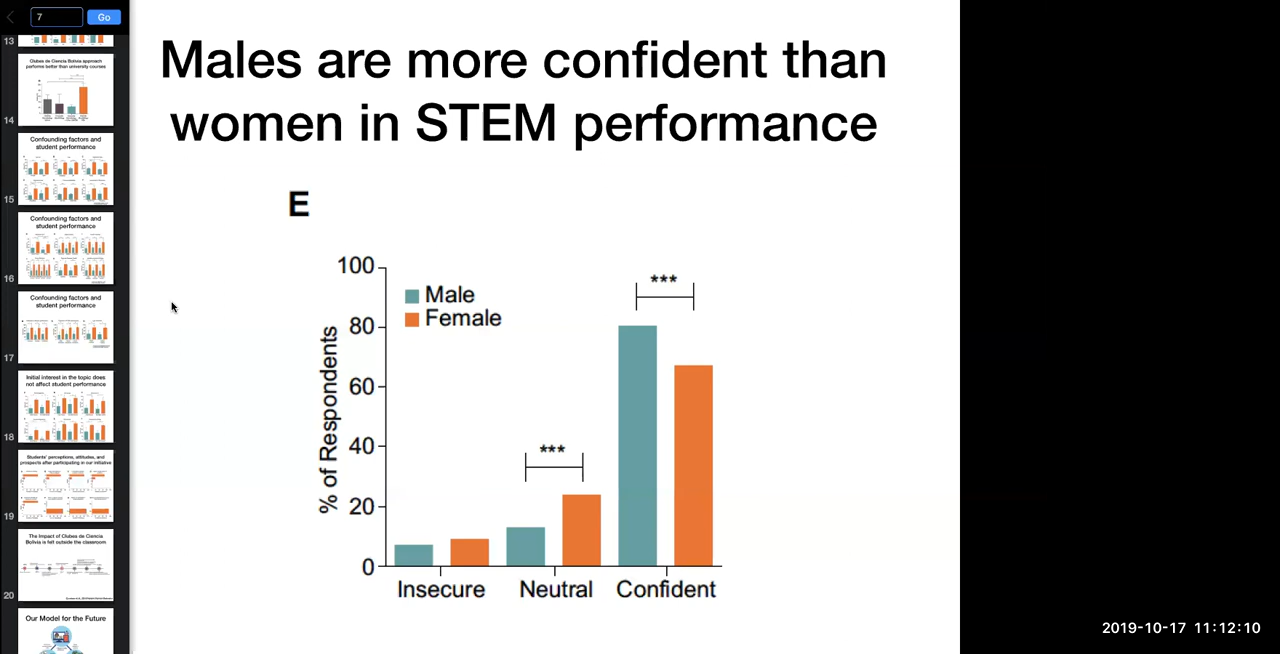 7
Go
13
Clubes de Ciencia Bolivia approach
performs better than university courses
14
Confounding factors and
student performance
15
Confounding factors and
student performance
16
Confounding factors and
student performance
17
Initial interest in the topic does
not affect student performance
18
Students' perceptions, attitudes, and
prospects after participating in our initiative
19
The Impact of Clubes de Ciencia
Bolivia is felt outside the classroom
20
Our Model for the Future
Males are more confident than
women in STEM performance
E
% of Respondents
100
80
60
40
20
0
Male
Female
***
***
Insecure
Neutral
Confident
2019-10-17 11:12:10